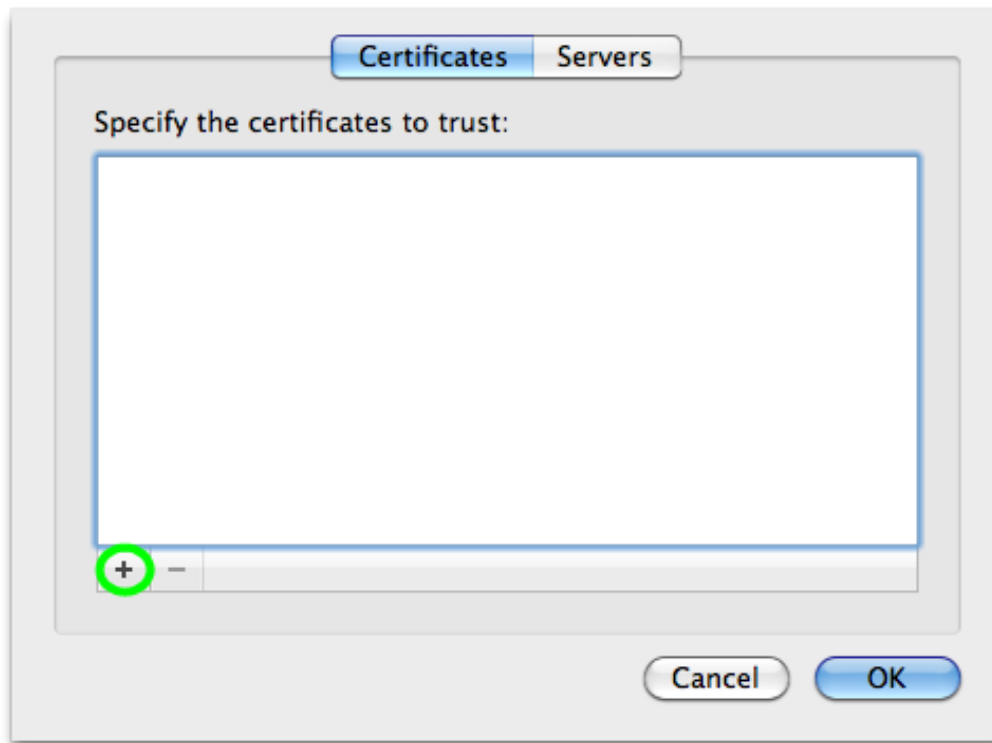 Certificates Servers
Specify the certificates to trust:
+ −
Cancel OK